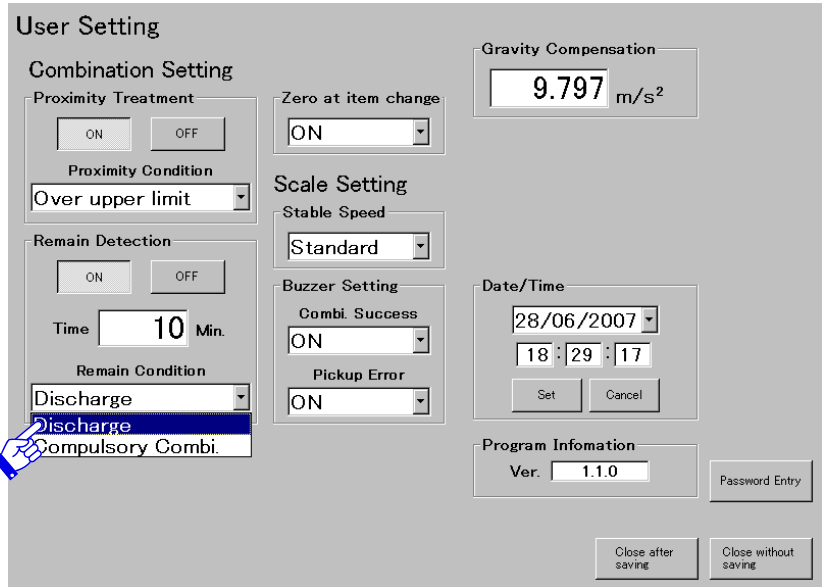 User Setting
Combination Setting
Proximity Treatment
ON OFF
Proximity Condition
Over upper limit
Remain Detection
ON OFF
Time 10 Min.
Remain Condition
Discharge
Discharge
Compulsory Combi.
Zero at item change
ON
Scale Setting
Stable Speed
Standard
Buzzer Setting
Combi. Success
ON
Pickup Error
ON
Gravity Compensation
9.797 m/s²
Date/Time
28/06/2007
18 : 29 : 17
Set Cancel
Program Infomation
Ver. 1.1.0
Password Entry
Close after
saving
Close without
saving